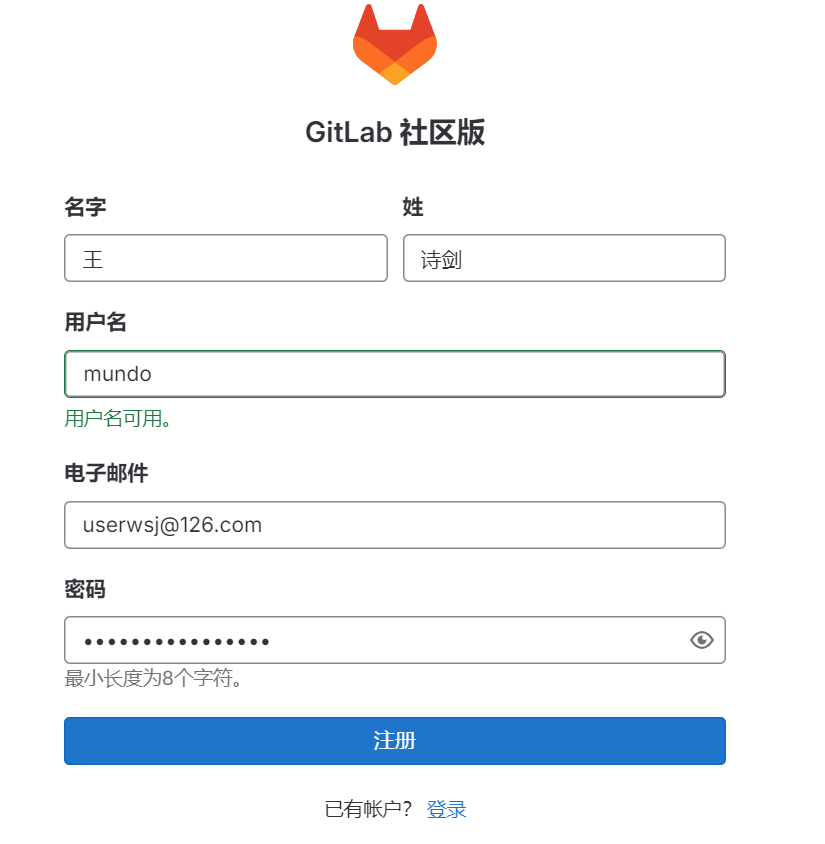 GitLab 社区版
名字 姓
王 诗剑
用户名
mundo
用户名可用。
电子邮件
userwsj@126.com
密码
••••••••••••••••
最小长度为8个字符。
注册
已有帐户? 登录